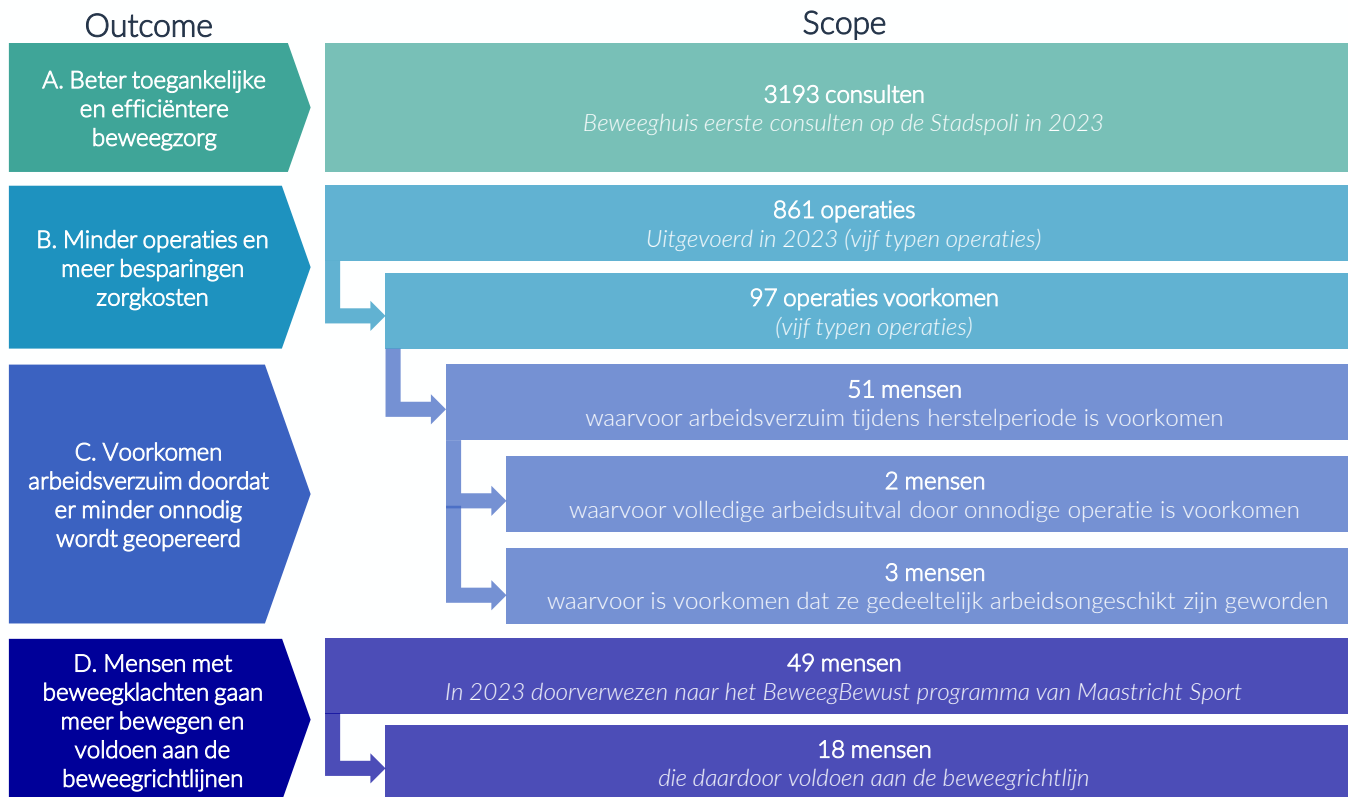 Outcome
Scope
A. Beter toegankelijke
en efficiëntere
beweegzorg
3193 consulten
Beweeghuis eerste consulten op de Stadspoli in 2023
B. Minder operaties en
meer besparingen
zorgkosten
861 operaties
Uitgevoerd in 2023 (vijf typen operaties)
97 operaties voorkomen
(vijf typen operaties)
C. Voorkomen
arbeidsverzuim doordat
er minder onnodig
wordt geopereerd
51 mensen
waarvoor arbeidsverzuim tijdens herstelperiode is voorkomen
2 mensen
waarvoor volledige arbeidsuitval door onnodige operatie is voorkomen
3 mensen
waarvoor is voorkomen dat ze gedeeltelijk arbeidsongeschikt zijn geworden
D. Mensen met
beweegklachten gaan
meer bewegen en
voldoen aan de
beweegrichtlijnen
49 mensen
In 2023 doorverwezen naar het BeweegBewust programma van Maastricht Sport
18 mensen
die daardoor voldoen aan de beweegrichtlijn